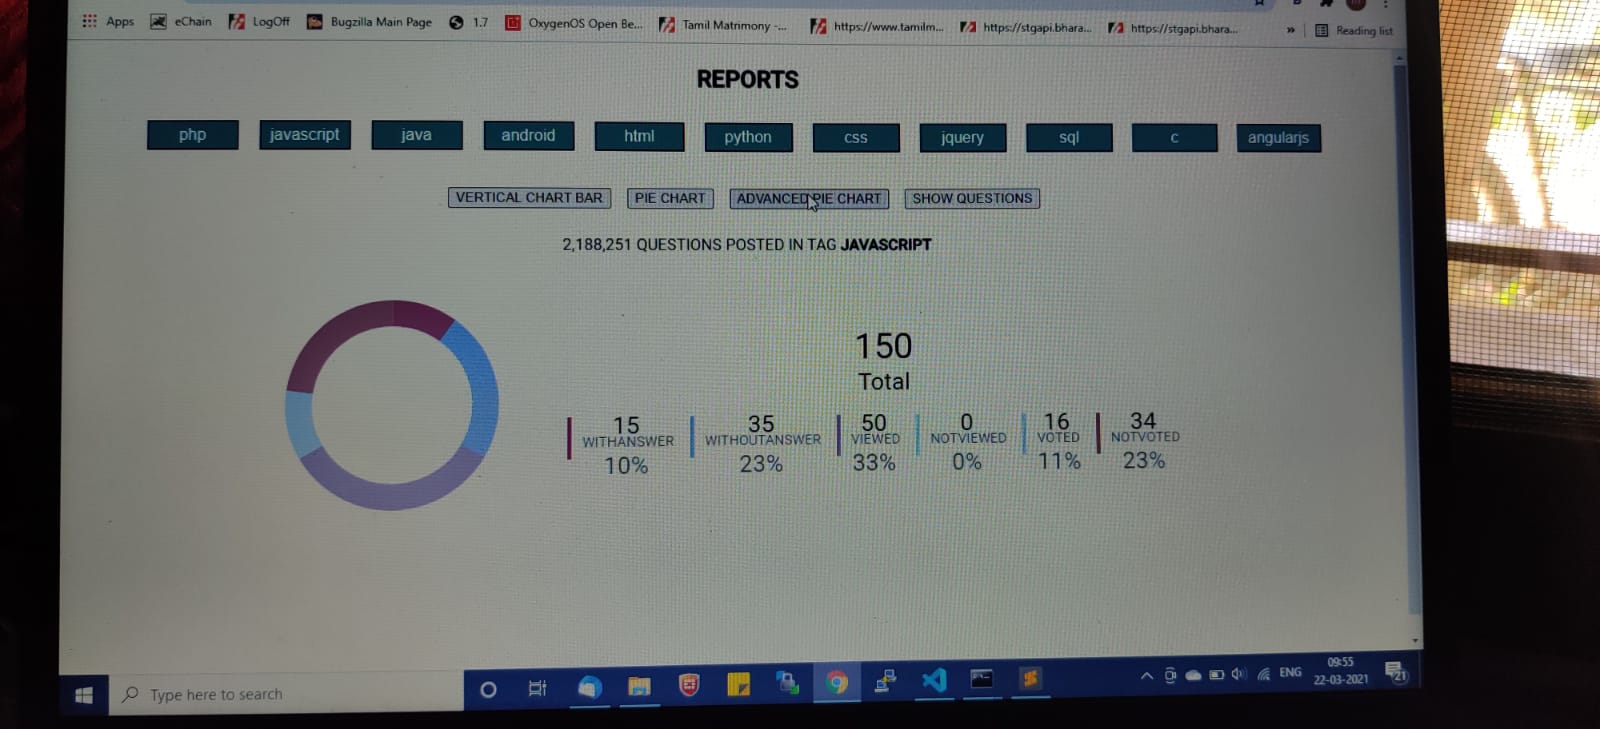 Apps eChain LogOff Bugzilla Main Page 1.7 OxygenOS Open Be... Tamil Matrimony -... https://www.tamilm... https://stgapi.bhara... https://stgapi.bhara... » Reading list
REPORTS
php javascript java android html python css jquery sql c angularjs
VERTICAL CHART BAR PIE CHART ADVANCED PIE CHART SHOW QUESTIONS
2,188,251 QUESTIONS POSTED IN TAG JAVASCRIPT
150
Total
15 35 50 0 16 34
WITHANSWER WITHOUTANSWER VIEWED NOTVIEWED VOTED NOTVOTED
10% 23% 33% 0% 11% 23%
Type here to search ENG 09:55
22-03-2021 21